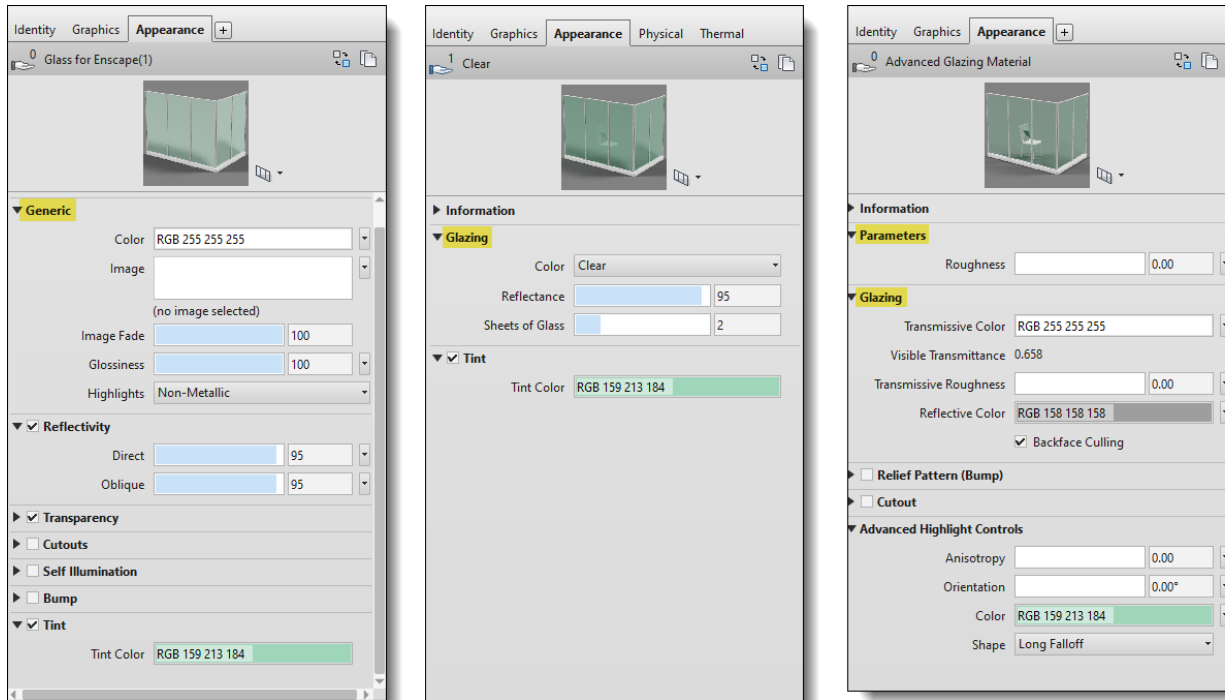 Identity Graphics Appearance +
0 Glass for Enscape(1)
Generic
Color RGB 255 255 255
Image
(no image selected)
Image Fade 100
Glossiness 100
Highlights Non-Metallic
Reflectivity
Direct 95
Oblique 95
Transparency
Cutouts
Self Illumination
Bump
Tint
Tint Color RGB 159 213 184
Identity Graphics Appearance Physical Thermal
1 Clear
Information
Glazing
Color Clear
Reflectance 95
Sheets of Glass 2
Tint
Tint Color RGB 159 213 184
Identity Graphics Appearance +
0 Advanced Glazing Material
Information
Parameters
Roughness 0.00
Glazing
Transmissive Color RGB 255 255 255
Visible Transmittance 0.658
Transmissive Roughness 0.00
Reflective Color RGB 158 158 158
Backface Culling
Relief Pattern (Bump)
Cutout
Advanced Highlight Controls
Anisotropy 0.00
Orientation 0.00°
Color RGB 159 213 184
Shape Long Falloff